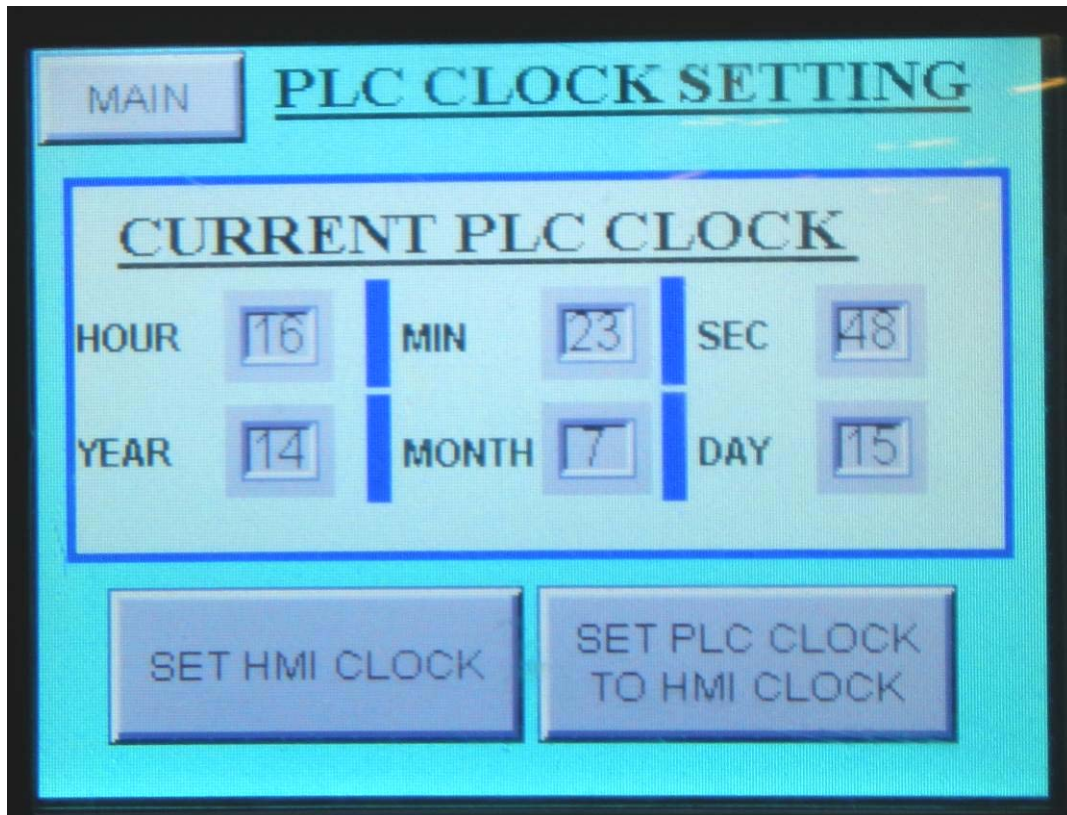 MAIN PLC CLOCK SETTING
CURRENT PLC CLOCK
HOUR 16 MIN 23 SEC 48
YEAR 14 MONTH 7 DAY 15
SET HMI CLOCK
SET PLC CLOCK
TO HMI CLOCK